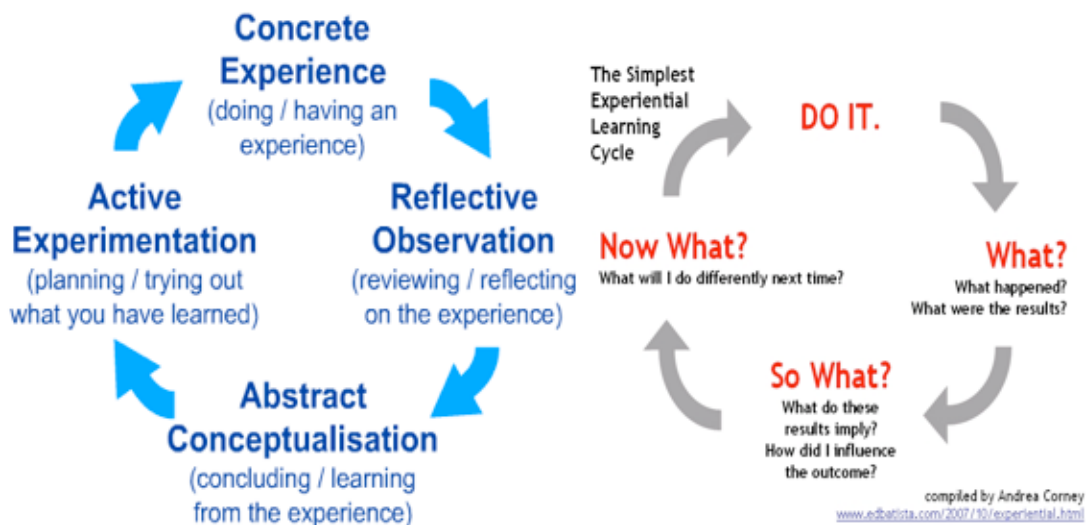 Concrete
Experience
(doing / having an
experience)
Reflective
Observation
(reviewing / reflecting
on the experience)
Abstract
Conceptualisation
(concluding / learning
from the experience)
Active
Experimentation
(planning / trying out
what you have learned)
The Simplest
Experiential
Learning
Cycle
DO IT.
What?
What happened?
What were the results?
So What?
What do these
results imply?
How did I influence
the outcome?
Now What?
What will I do differently next time?
compiled by Andrea Corney
www.edbatista.com/2007/10/experiential.html